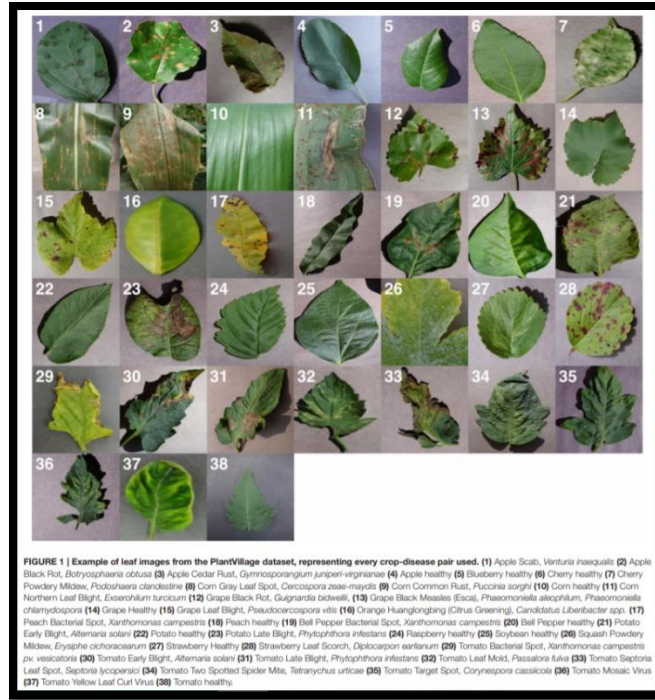 1 2 3 4 5 6 7
8 9 10 11 12 13 14
15 16 17 18 19 20 21
22 23 24 25 26 27 28
29 30 31 32 33 34 35
36 37 38
FIGURE 1 | Example of leaf images from the PlantVillage dataset, representing every crop-disease pair used. (1) Apple Scab, Venturia inaequalis (2) Apple
Black Rot, Botryosphaeria obtusa (3) Apple Cedar Rust, Gymnosporangium juniperi-virginianae (4) Apple healthy (5) Blueberry healthy (6) Cherry healthy (7) Cherry
Powdery Mildew, Podoshaera clandestine (8) Corn Gray Leaf Spot, Cercospora zeae-maydis (9) Corn Common Rust, Puccinia sorghi (10) Corn healthy (11) Corn
Northern Leaf Blight, Exserohilum turcicum (12) Grape Black Rot, Guignardia bidwellii, (13) Grape Black Measles (Esca), Phaeomoniella aleophilum, Phaeomoniella
chlamydospora (14) Grape Healthy (15) Grape Leaf Blight, Pseudocercospora vitis (16) Orange Huanglongbing (Citrus Greening), Candidatus Liberibacter spp. (17)
Peach Bacterial Spot, Xanthomonas campestris (18) Peach healthy (19) Bell Pepper Bacterial Spot, Xanthomonas campestris (20) Bell Pepper healthy (21) Potato
Early Blight, Alternaria solani (22) Potato healthy (23) Potato Late Blight, Phytophthora infestans (24) Raspberry healthy (25) Soybean healthy (26) Squash Powdery
Mildew, Erysiphe cichoracearum (27) Strawberry Healthy (28) Strawberry Leaf Scorch, Diplocarpon earlianum (29) Tomato Bacterial Spot, Xanthomonas campestris
pv. vesicatoria (30) Tomato Early Blight, Alternaria solani (31) Tomato Late Blight, Phytophthora infestans (32) Tomato Leaf Mold, Passalora fulva (33) Tomato Septoria
Leaf Spot, Septoria lycopersici (34) Tomato Two Spotted Spider Mite, Tetranychus urticae (35) Tomato Target Spot, Corynespora cassiicola (36) Tomato Mosaic Virus
(37) Tomato Yellow Leaf Curl Virus (38) Tomato healthy.